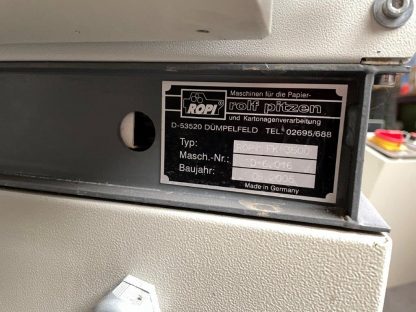 ROPI
Maschinen für die Papier-
rolf pitzen
und Kartonagenverarbeitung
D-53520 DÜMPELFELD TEL. 02695/688
Typ:
Masch.-Nr.:
Baujahr: 2005
Made in Germany